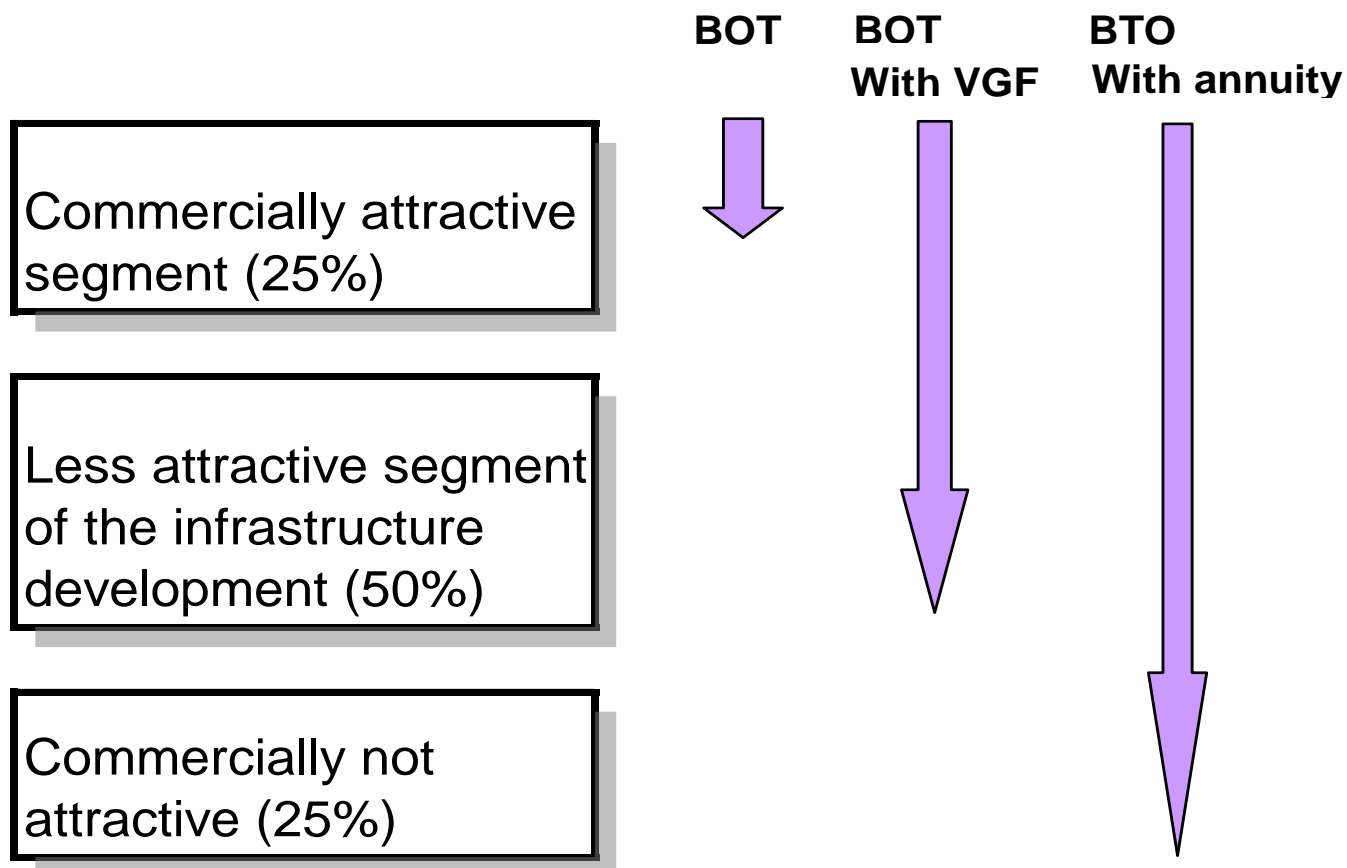 BOT
BOT
With VGF
BTO
With annuity
Commercially attractive
segment (25%)
Less attractive segment
of the infrastructure
development (50%)
Commercially not
attractive (25%)